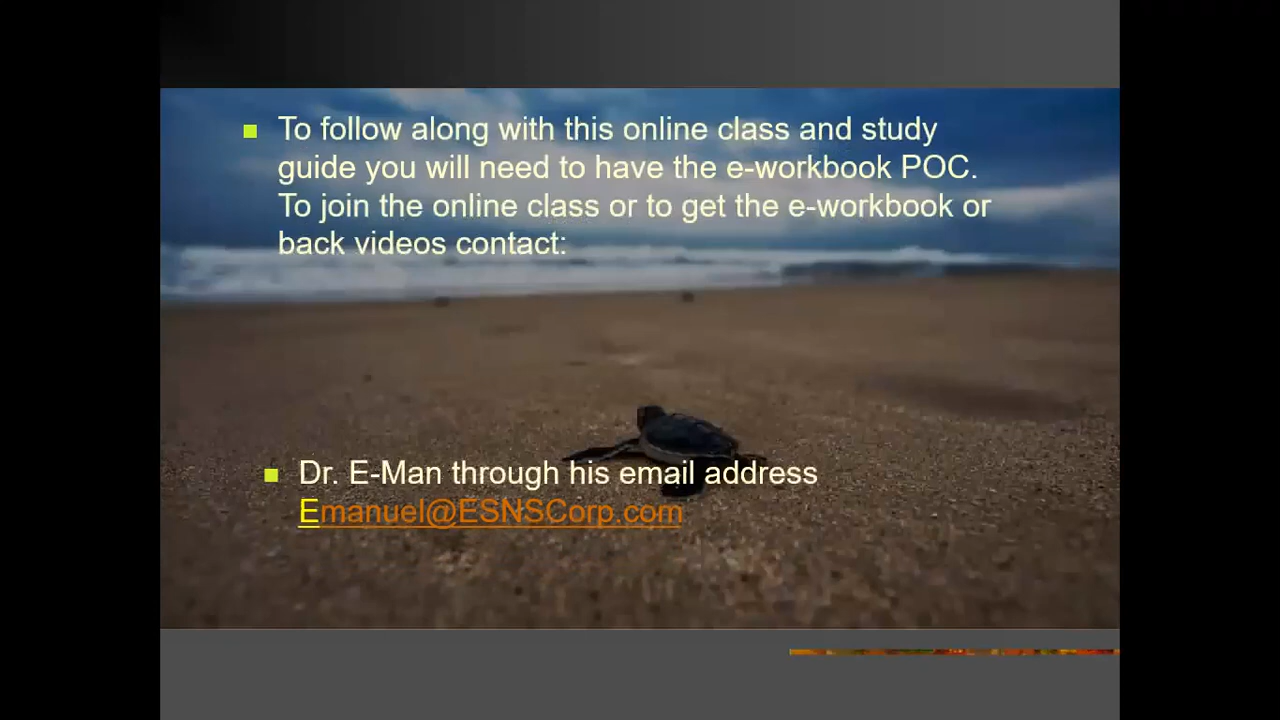 To follow along with this online class and study
guide you will need to have the e-workbook POC.
To join the online class or to get the e-workbook or
back videos contact:
Dr. E-Man through his email address
Emanuel@ESNSCorp.com